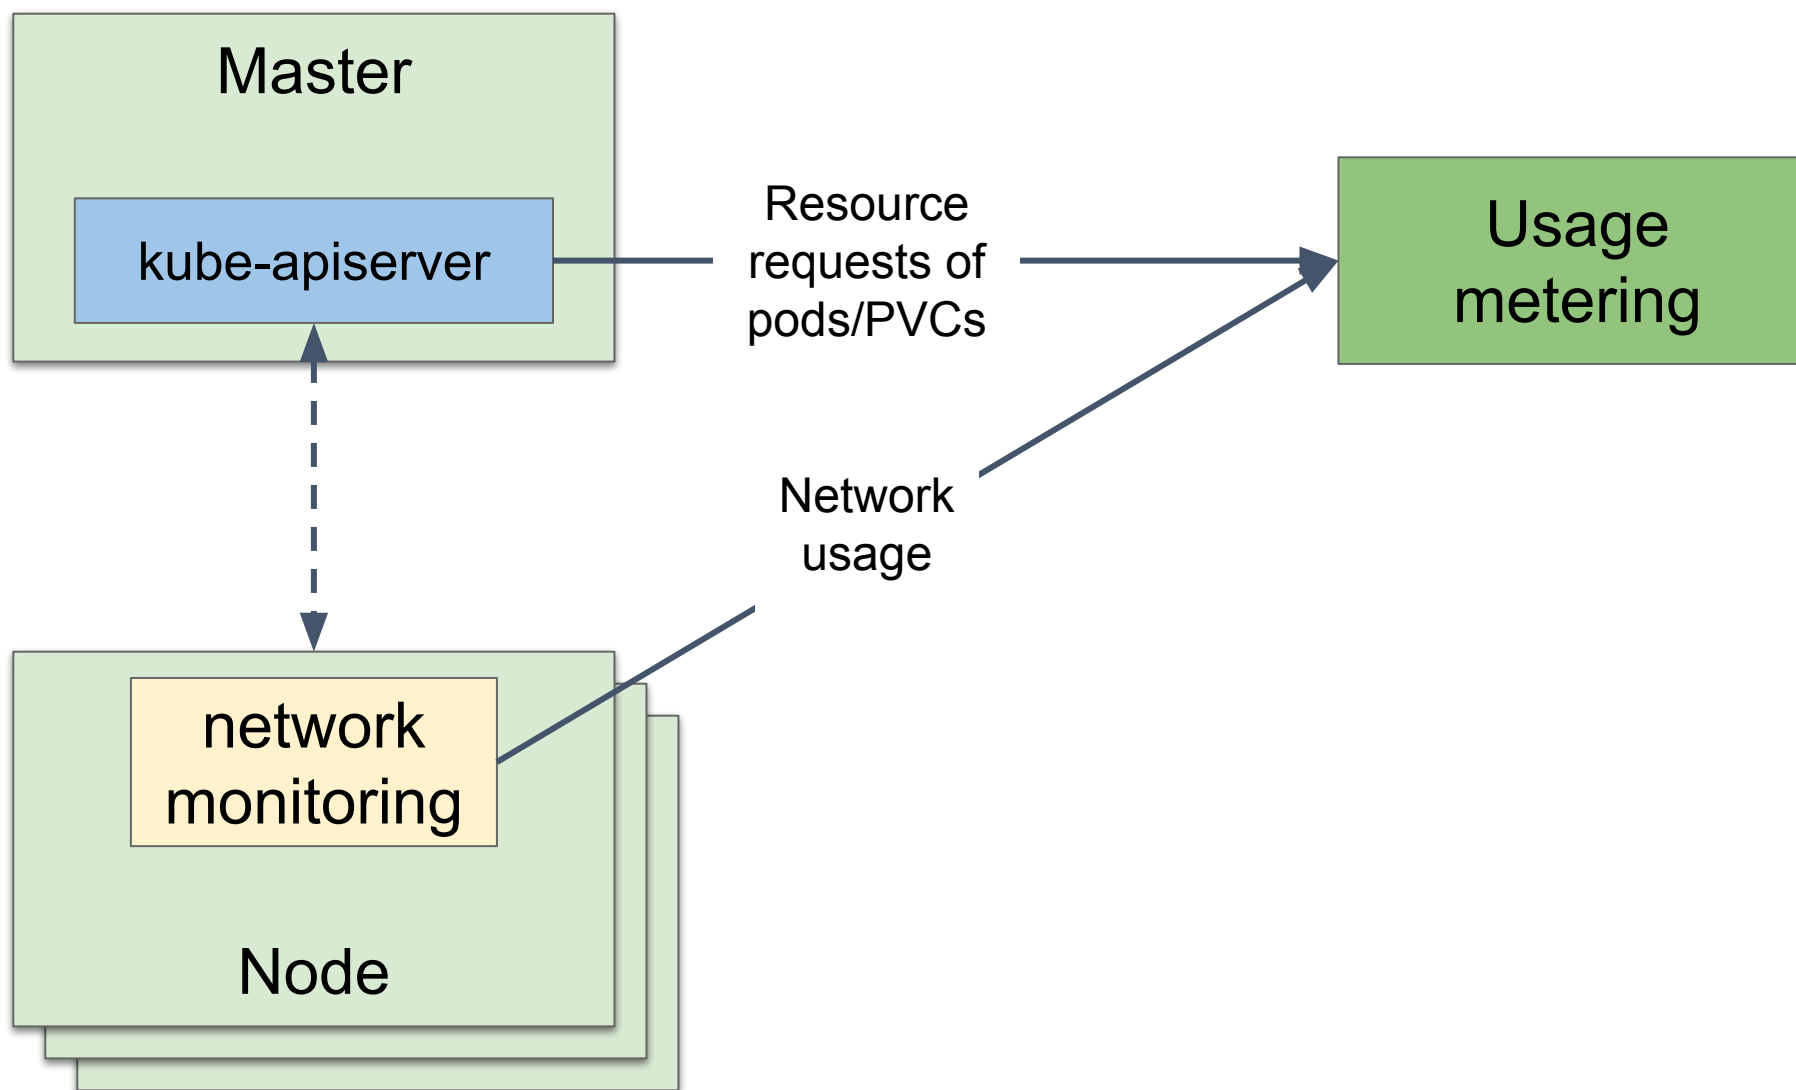 Master
kube-apiserver
Resource
requests of
pods/PVCs
Usage
metering
Network
usage
network
monitoring
Node